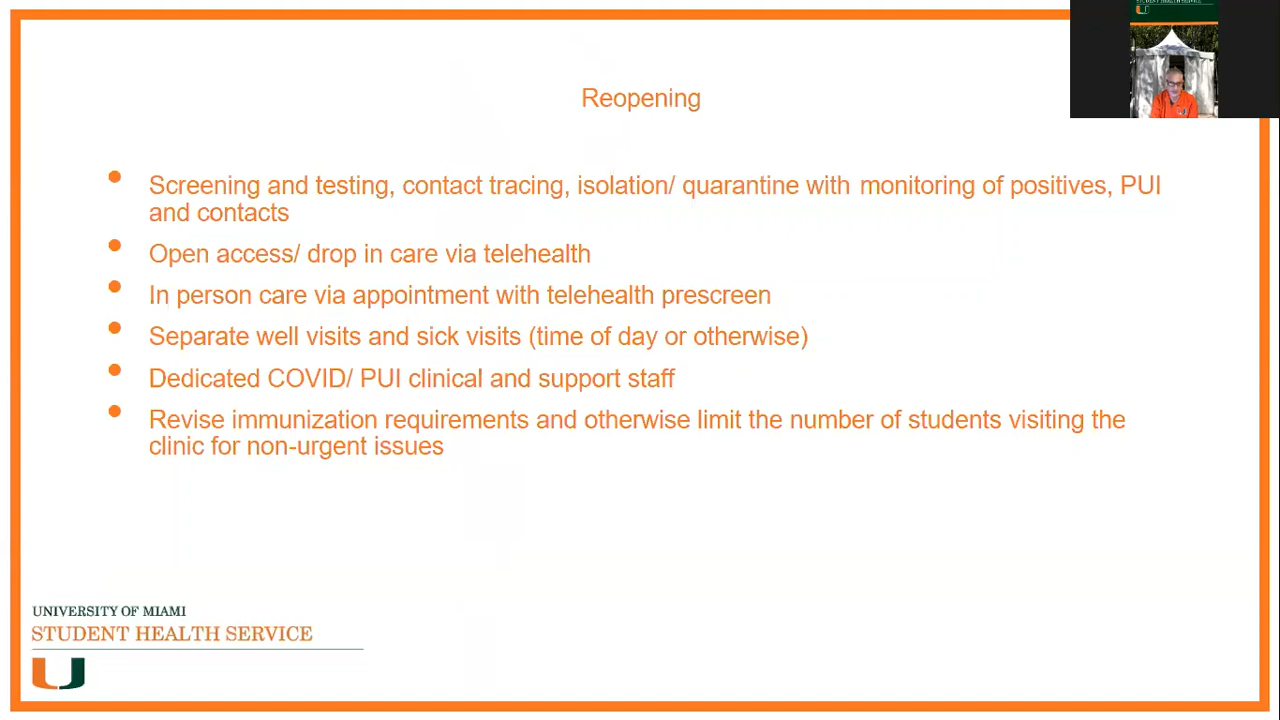 Reopening
Screening and testing, contact tracing, isolation/ quarantine with monitoring of positives, PUI
and contacts
Open access/ drop in care via telehealth
In person care via appointment with telehealth prescreen
Separate well visits and sick visits (time of day or otherwise)
Dedicated COVID/ PUI clinical and support staff
Revise immunization requirements and otherwise limit the number of students visiting the
clinic for non-urgent issues
UNIVERSITY OF MIAMI
STUDENT HEALTH SERVICE
STUDENT HEALTH SERVICE